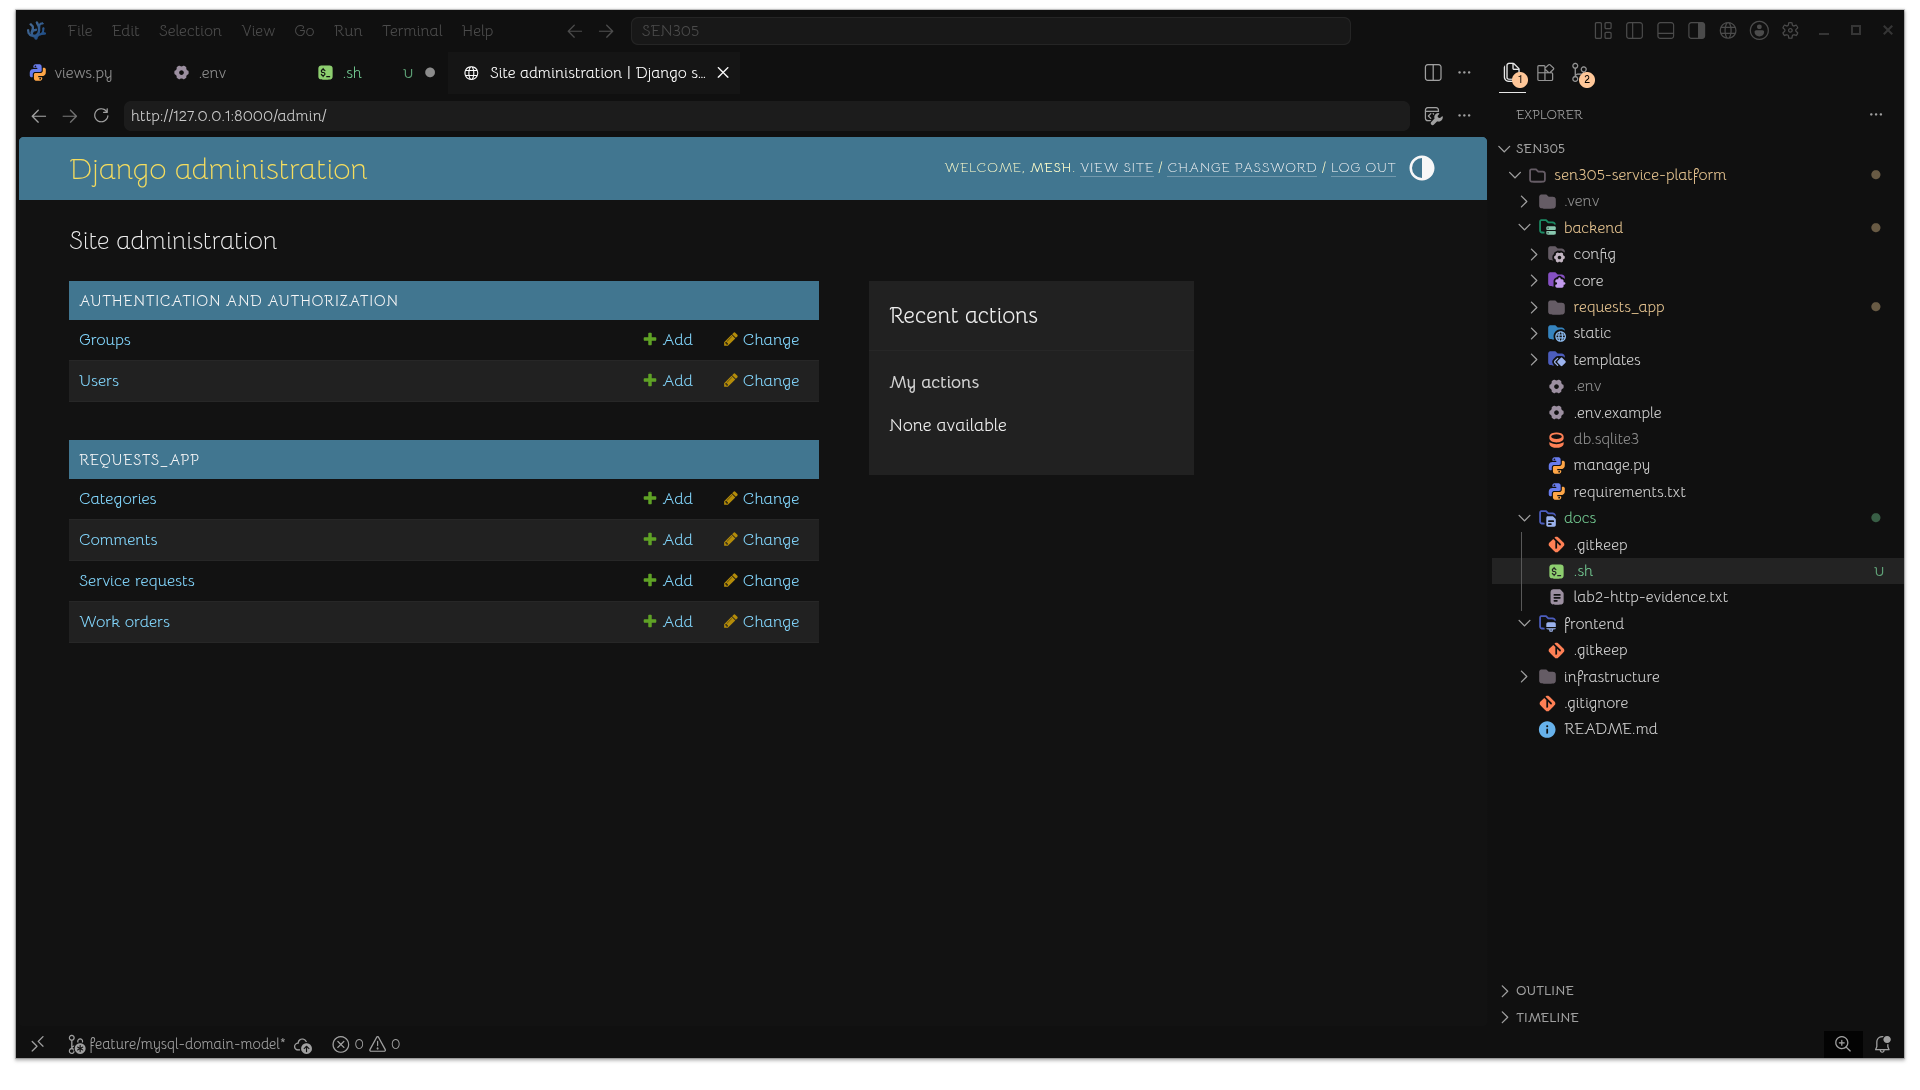 File Edit Selection View Go Run Terminal Help SEN305
views.py .env .sh U Site administration | Django s... 1 2
http://127.0.0.1:8000/admin/
EXPLORER
Django administration
WELCOME, MESH. VIEW SITE / CHANGE PASSWORD / LOG OUT
Site administration
AUTHENTICATION AND AUTHORIZATION
Groups Add Change
Users Add Change
REQUESTS_APP
Categories Add Change
Comments Add Change
Service requests Add Change
Work orders Add Change
Recent actions
My actions
None available
SEN305
sen305-service-platform
.venv
backend
config
core
requests_app
static
templates
.env
.env.example
db.sqlite3
manage.py
requirements.txt
docs
.gitkeep
.sh U
lab2-http-evidence.txt
frontend
.gitkeep
infrastructure
.gitignore
README.md
OUTLINE
TIMELINE
feature/mysql-domain-model* 0 0